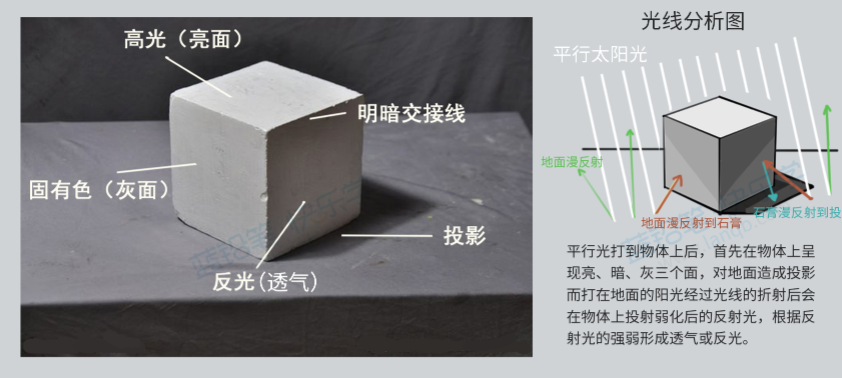 高光（亮面）
明暗交接线
固有色（灰面）
投影
反光(透气)
光线分析图
平行太阳光
地面漫反射
地面漫反射到石膏
石膏漫反射到投
平行光打到物体上后，首先在物体上呈
现亮、暗、灰三个面，对地面造成投影
而打在地面的阳光经过光线的折射后会
在物体上投射弱化后的反射光，根据反
射光的强弱形成透气或反光。